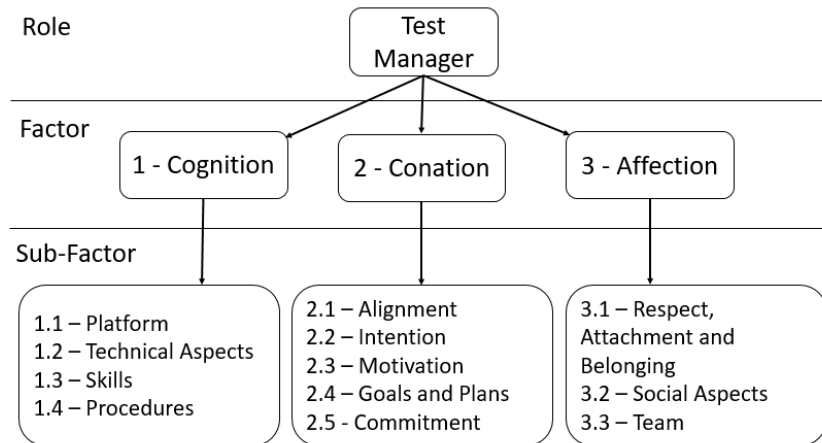 Role
Test
Manager
Factor
1 - Cognition
2 - Conation
3 - Affection
Sub-Factor
1.1 – Platform
1.2 – Technical Aspects
1.3 – Skills
1.4 – Procedures
2.1 – Alignment
2.2 – Intention
2.3 – Motivation
2.4 – Goals and Plans
2.5 - Commitment
3.1 – Respect,
Attachment and
Belonging
3.2 – Social Aspects
3.3 – Team